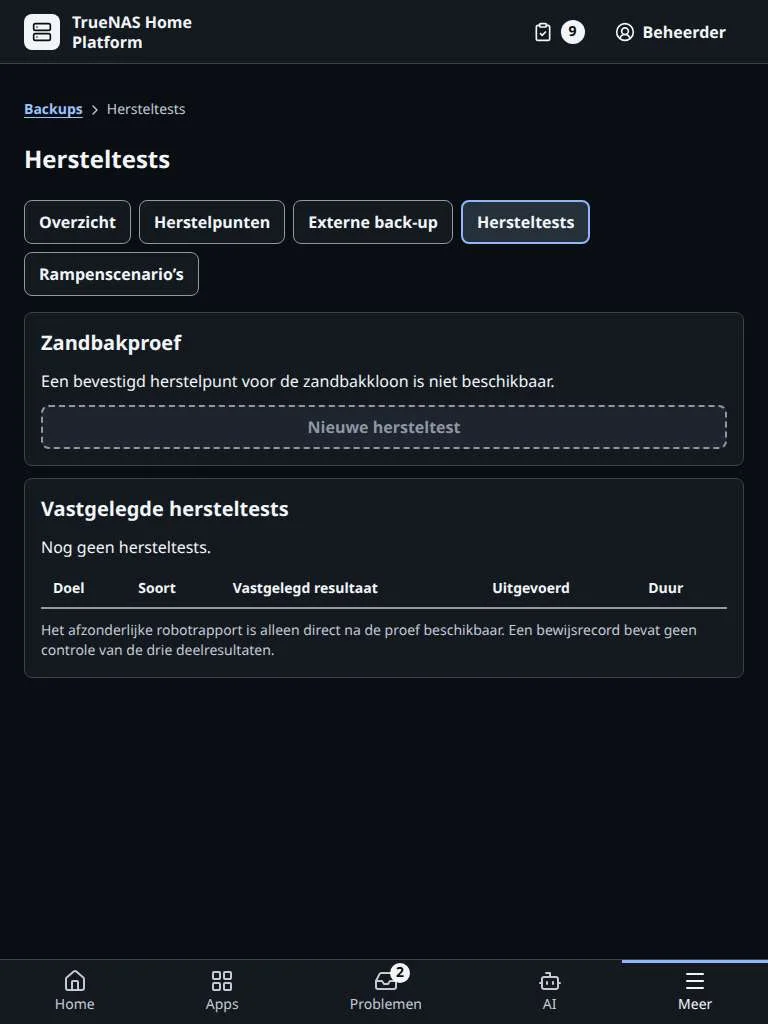 TrueNAS Home
Platform
9
Beheerder
Backups > Hersteltests
Hersteltests
Overzicht
Herstelpunten
Externe back-up
Hersteltests
Rampenscenario’s
Zandbakproef
Een bevestigd herstelpunt voor de zandbakkloon is niet beschikbaar.
Nieuwe hersteltest
Vastgelegde hersteltests
Nog geen hersteltests.
Doel Soort Vastgelegd resultaat Uitgevoerd Duur
Het afzonderlijke robotrapport is alleen direct na de proef beschikbaar. Een bewijsrecord bevat geen
controle van de drie deelresultaten.
2
Home Apps Problemen AI Meer